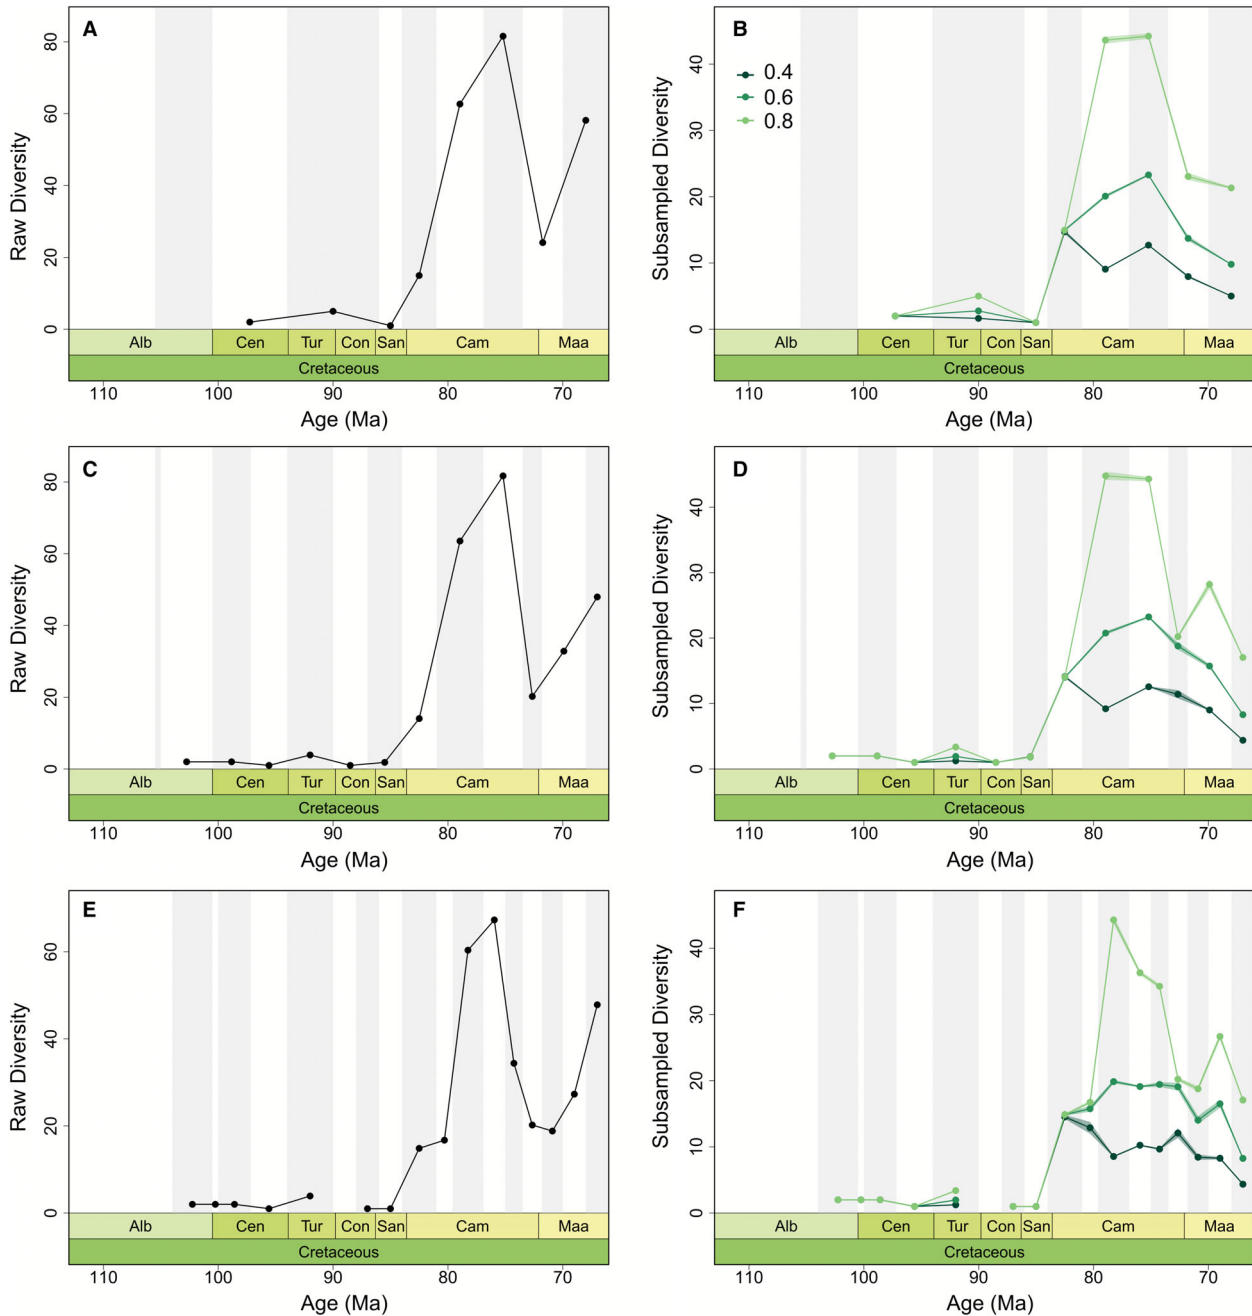 A
Raw Diversity
80
60
40
20
0
Alb Cen Tur Con San Cam Maa
Cretaceous
110 100 90 80 70
Age (Ma)
B
0.4
0.6
0.8
Subsampled Diversity
40
30
20
10
0
Alb Cen Tur Con San Cam Maa
Cretaceous
110 100 90 80 70
Age (Ma)
C
Raw Diversity
80
60
40
20
0
Alb Cen Tur Con San Cam Maa
Cretaceous
110 100 90 80 70
Age (Ma)
D
Subsampled Diversity
40
30
20
10
0
Alb Cen Tur Con San Cam Maa
Cretaceous
110 100 90 80 70
Age (Ma)
E
Raw Diversity
60
40
20
0
Alb Cen Tur Con San Cam Maa
Cretaceous
110 100 90 80 70
Age (Ma)
F
Subsampled Diversity
40
30
20
10
0
Alb Cen Tur Con San Cam Maa
Cretaceous
110 100 90 80 70
Age (Ma)